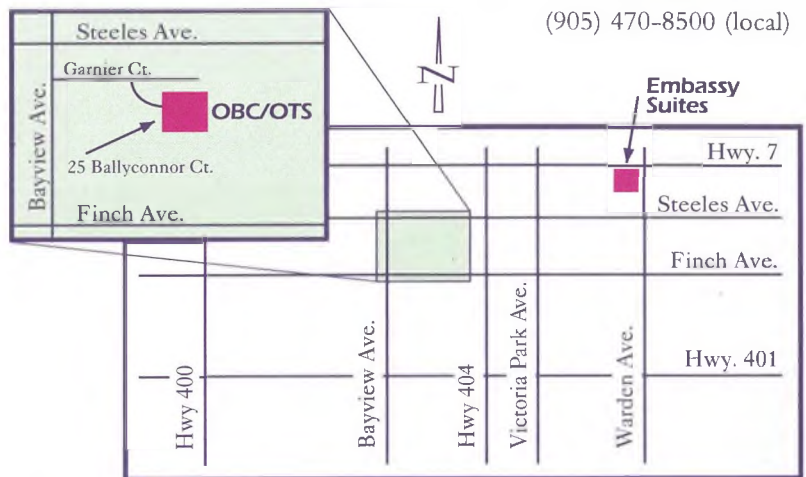 (905) 470-8500 (local)
Steeles Ave.
Garnier Ct.
OBC/OTS
25 Ballyconnor Ct.
Bayview Ave.
Finch Ave.
N
Embassy
Suites
Hwy. 7
Steeles Ave.
Finch Ave.
Hwy. 401
Hwy 400
Bayview Ave.
Hwy 404
Victoria Park Ave.
Warden Ave.